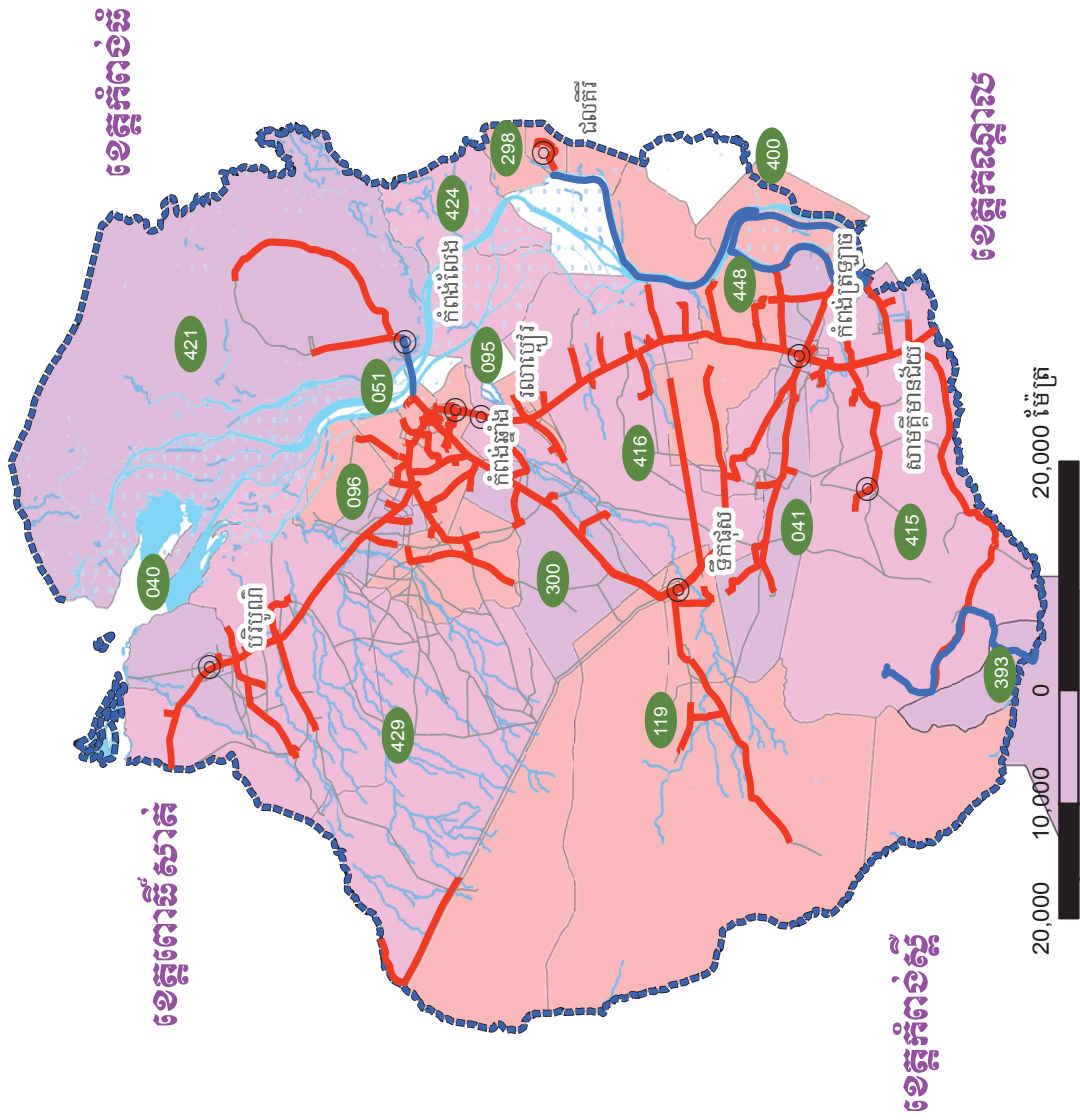 ខេត្តពោធិ៍សាត់
ខេត្តកំពង់ធំ
040
421
បរិបូណ៌
096
051
429
កំពង់លែង
424
298
095
រលាប្អៀរ
កំពង់ឆ្នាំង
ជលគិរី
300
416
119
ទឹកផុស
448
400
041
កំពង់ត្រឡាច
415
សាមគ្គីមានជ័យ
ខេត្តកំពង់ស្ពឺ
ខេត្តកណ្តាល
393
20,000
10,000
0
20,000 ម៉ែត្រ